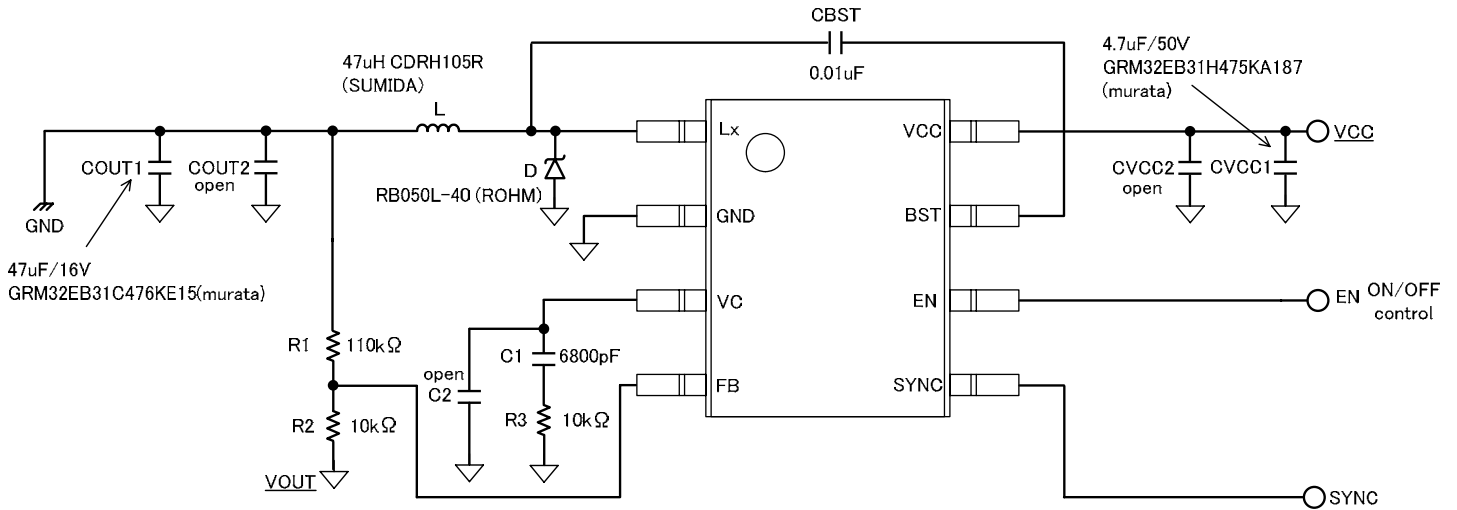 CBST
0.01uF
4.7uF/50V
GRM32EB31H475KA187
(murata)
47uH CDRH105R
(SUMIDA)
L
Lx
VCC
VCC
COUT1
COUT2
open
D
RB050L-40 (ROHM)
CVCC2
open
CVCC1
GND
GND
BST
47uF/16V
GRM32EB31C476KE15(murata)
VC
EN
EN
ON/OFF
control
R1
110kΩ
C1
6800pF
open
C2
FB
SYNC
R2
10kΩ
R3
10kΩ
VOUT
SYNC